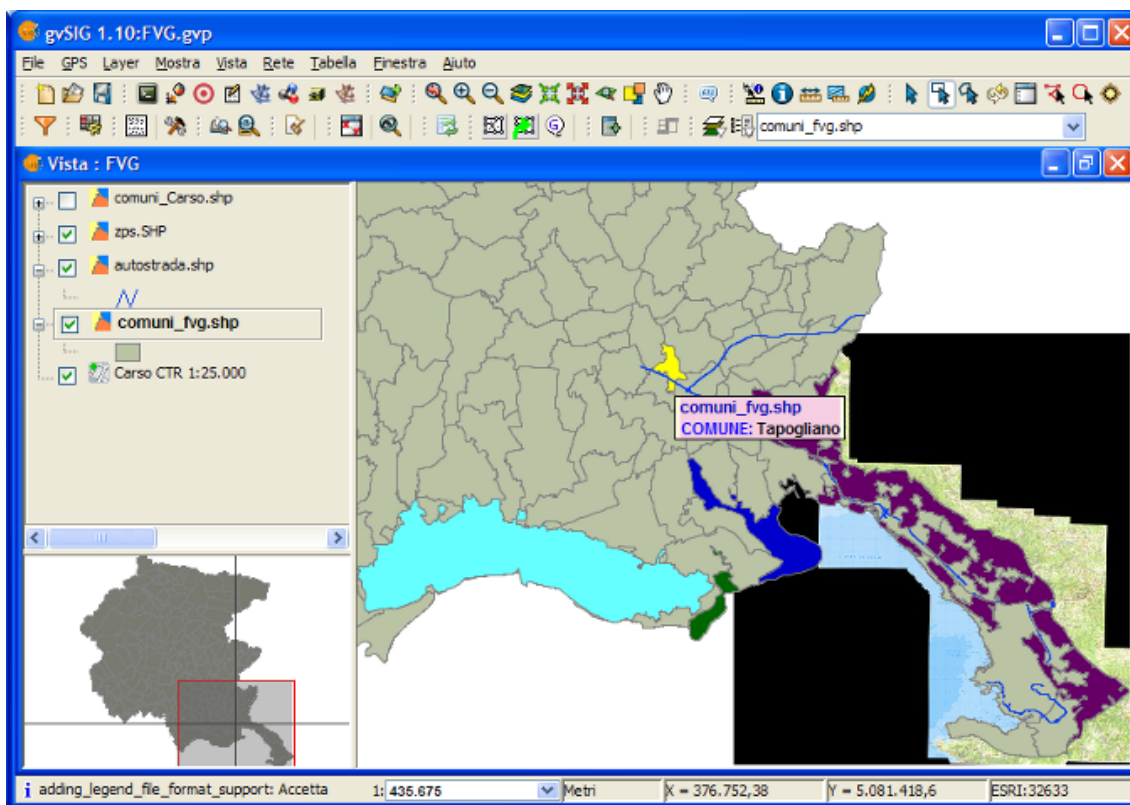 gvSIG 1.10:FVG.gvp
File GPS Layer Mostra Vista Rete Tabella Finestra Aiuto
comuni_fvg.shp
Vista : FVG
comuni_Carso.shp
zps.SHP
autostrada.shp
comuni_fvg.shp
Carso CTR 1:25.000
comuni_fvg.shp
COMUNE: Tapogliano
adding_legend_file_format_support: Accetta 1: 435.675 Metri X = 376.752,38 Y = 5.081.418,6 ESRI:32633